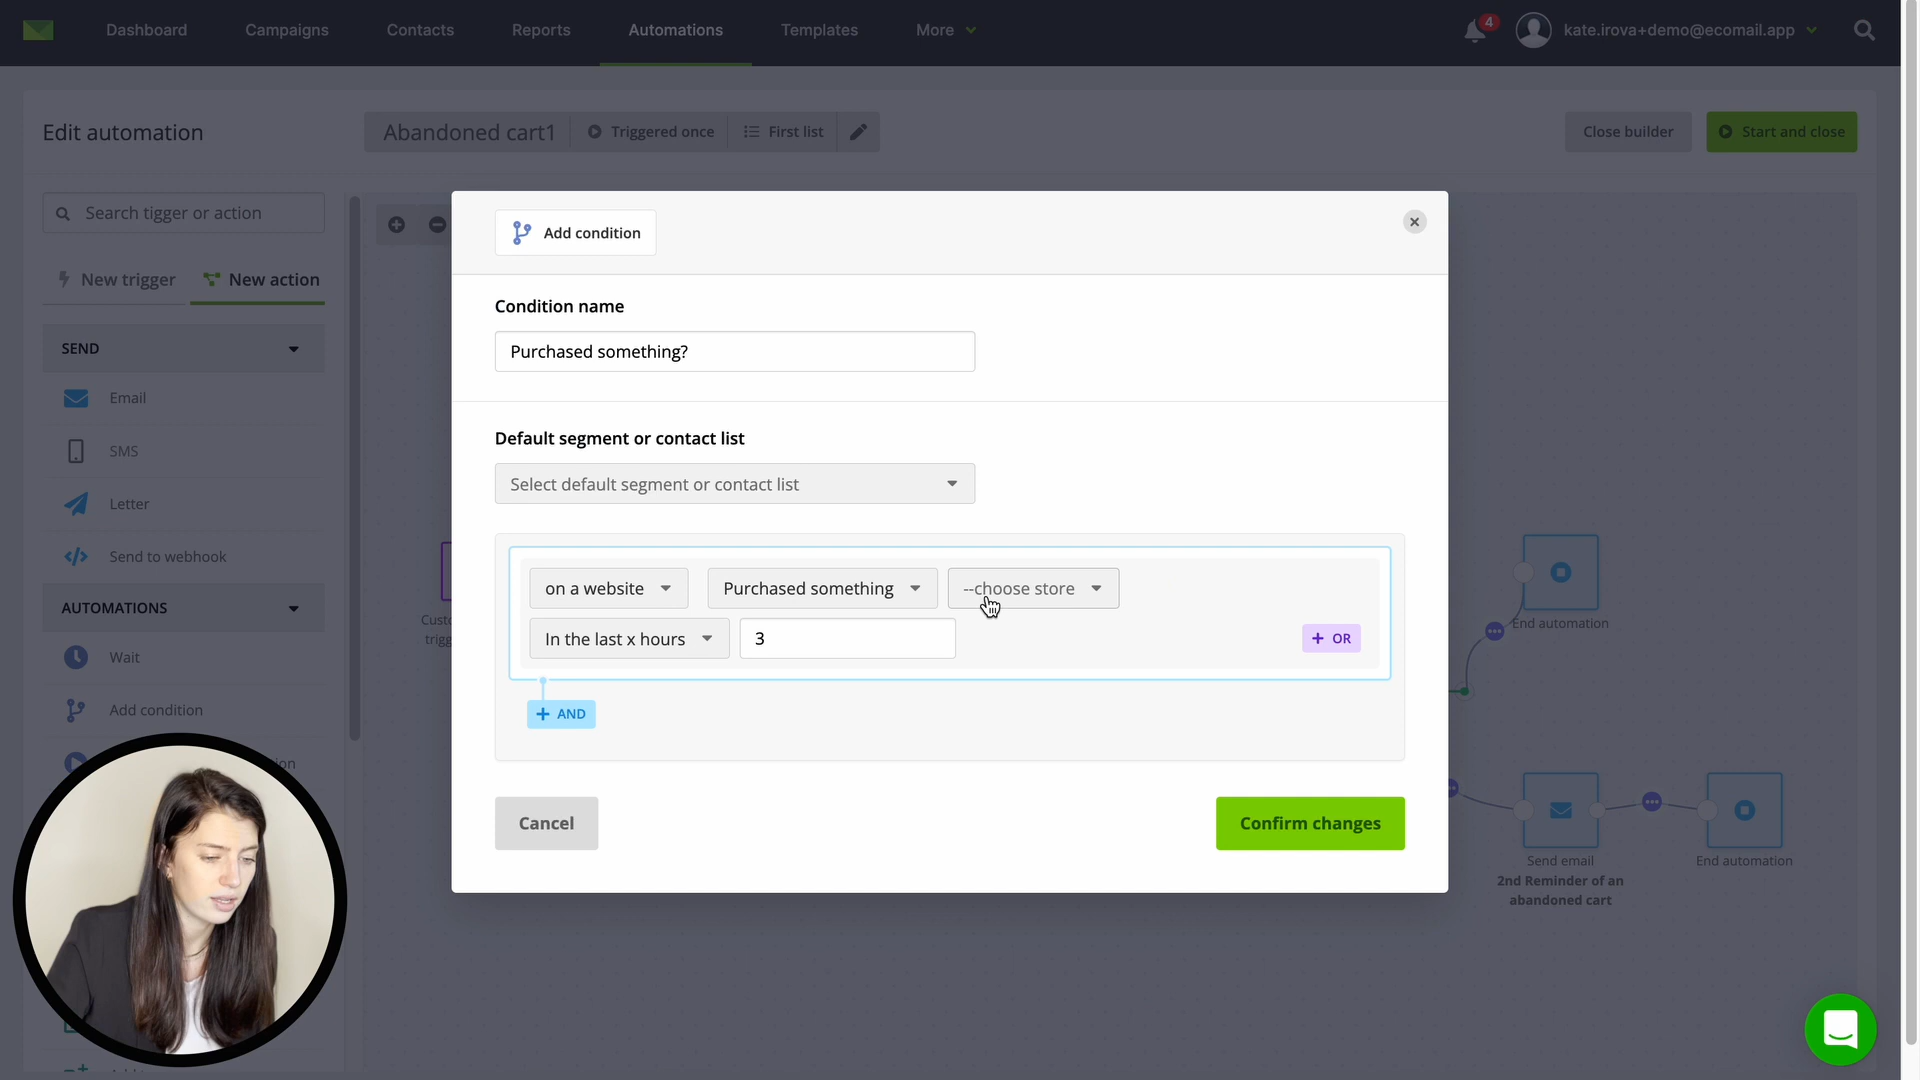 Dashboard
Campaigns
Contacts
Reports
Automations
Templates
More
4
kate.irova+demo@ecomail.app
Edit automation
Abandoned cart1
Triggered once
First list
Close builder
Start and close
Search tigger or action
New trigger
New action
Add condition
Condition name
Purchased something?
SEND
Email
SMS
Letter
Send to webhook
AUTOMATIONS
Wait
Add condition
Default segment or contact list
Select default segment or contact list
on a website
Purchased something
--choose store
In the last x hours
3
+ OR
+ AND
Cancel
Confirm changes
End automation
Send email
2nd Reminder of an
abandoned cart
End automation